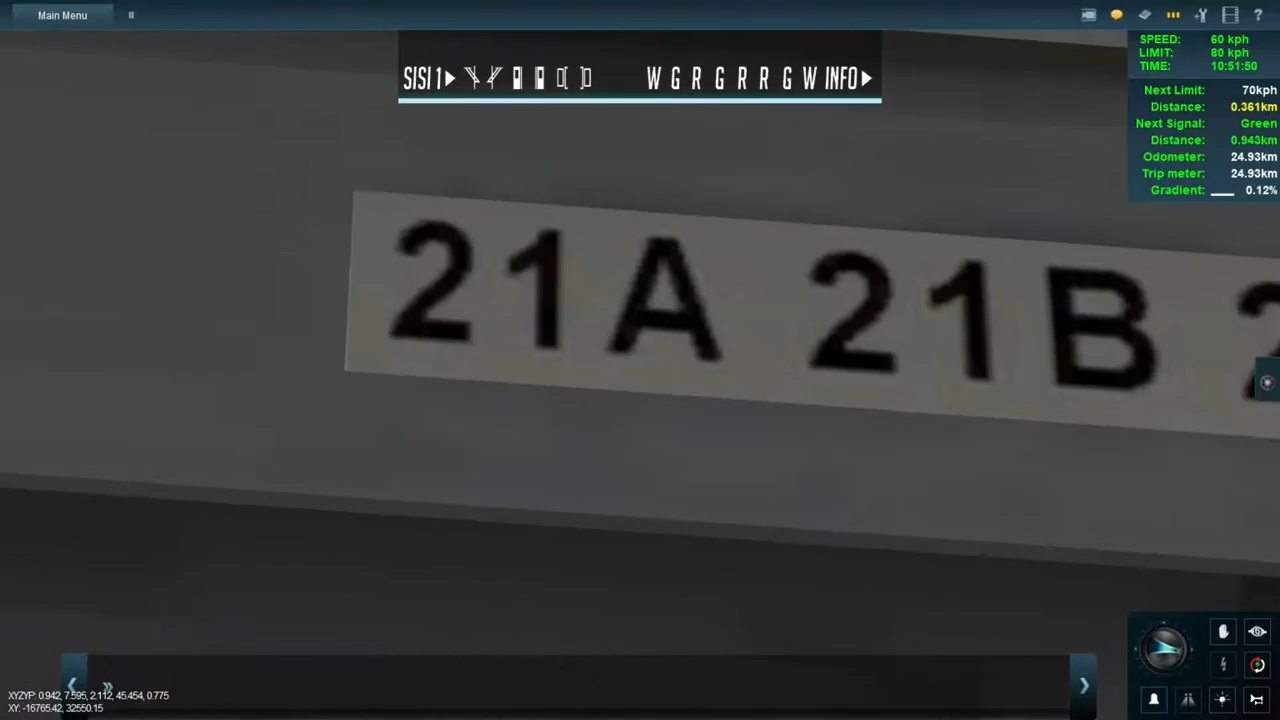 Main Menu II
SISI 1 W G R G R R G W INFO
SPEED: 60 kph
LIMIT: 80 kph
TIME: 10:51:50
Next Limit: 70kph
Distance: 0.361km
Next Signal: Green
Distance: 0.943km
Odometer: 24.93km
Trip meter: 24.93km
Gradient: 0.12%
21A 21B
XYZYP: 0.942, 7.595, 2.112, 45.454, 0.775
XY: -16765.42, 32550.15